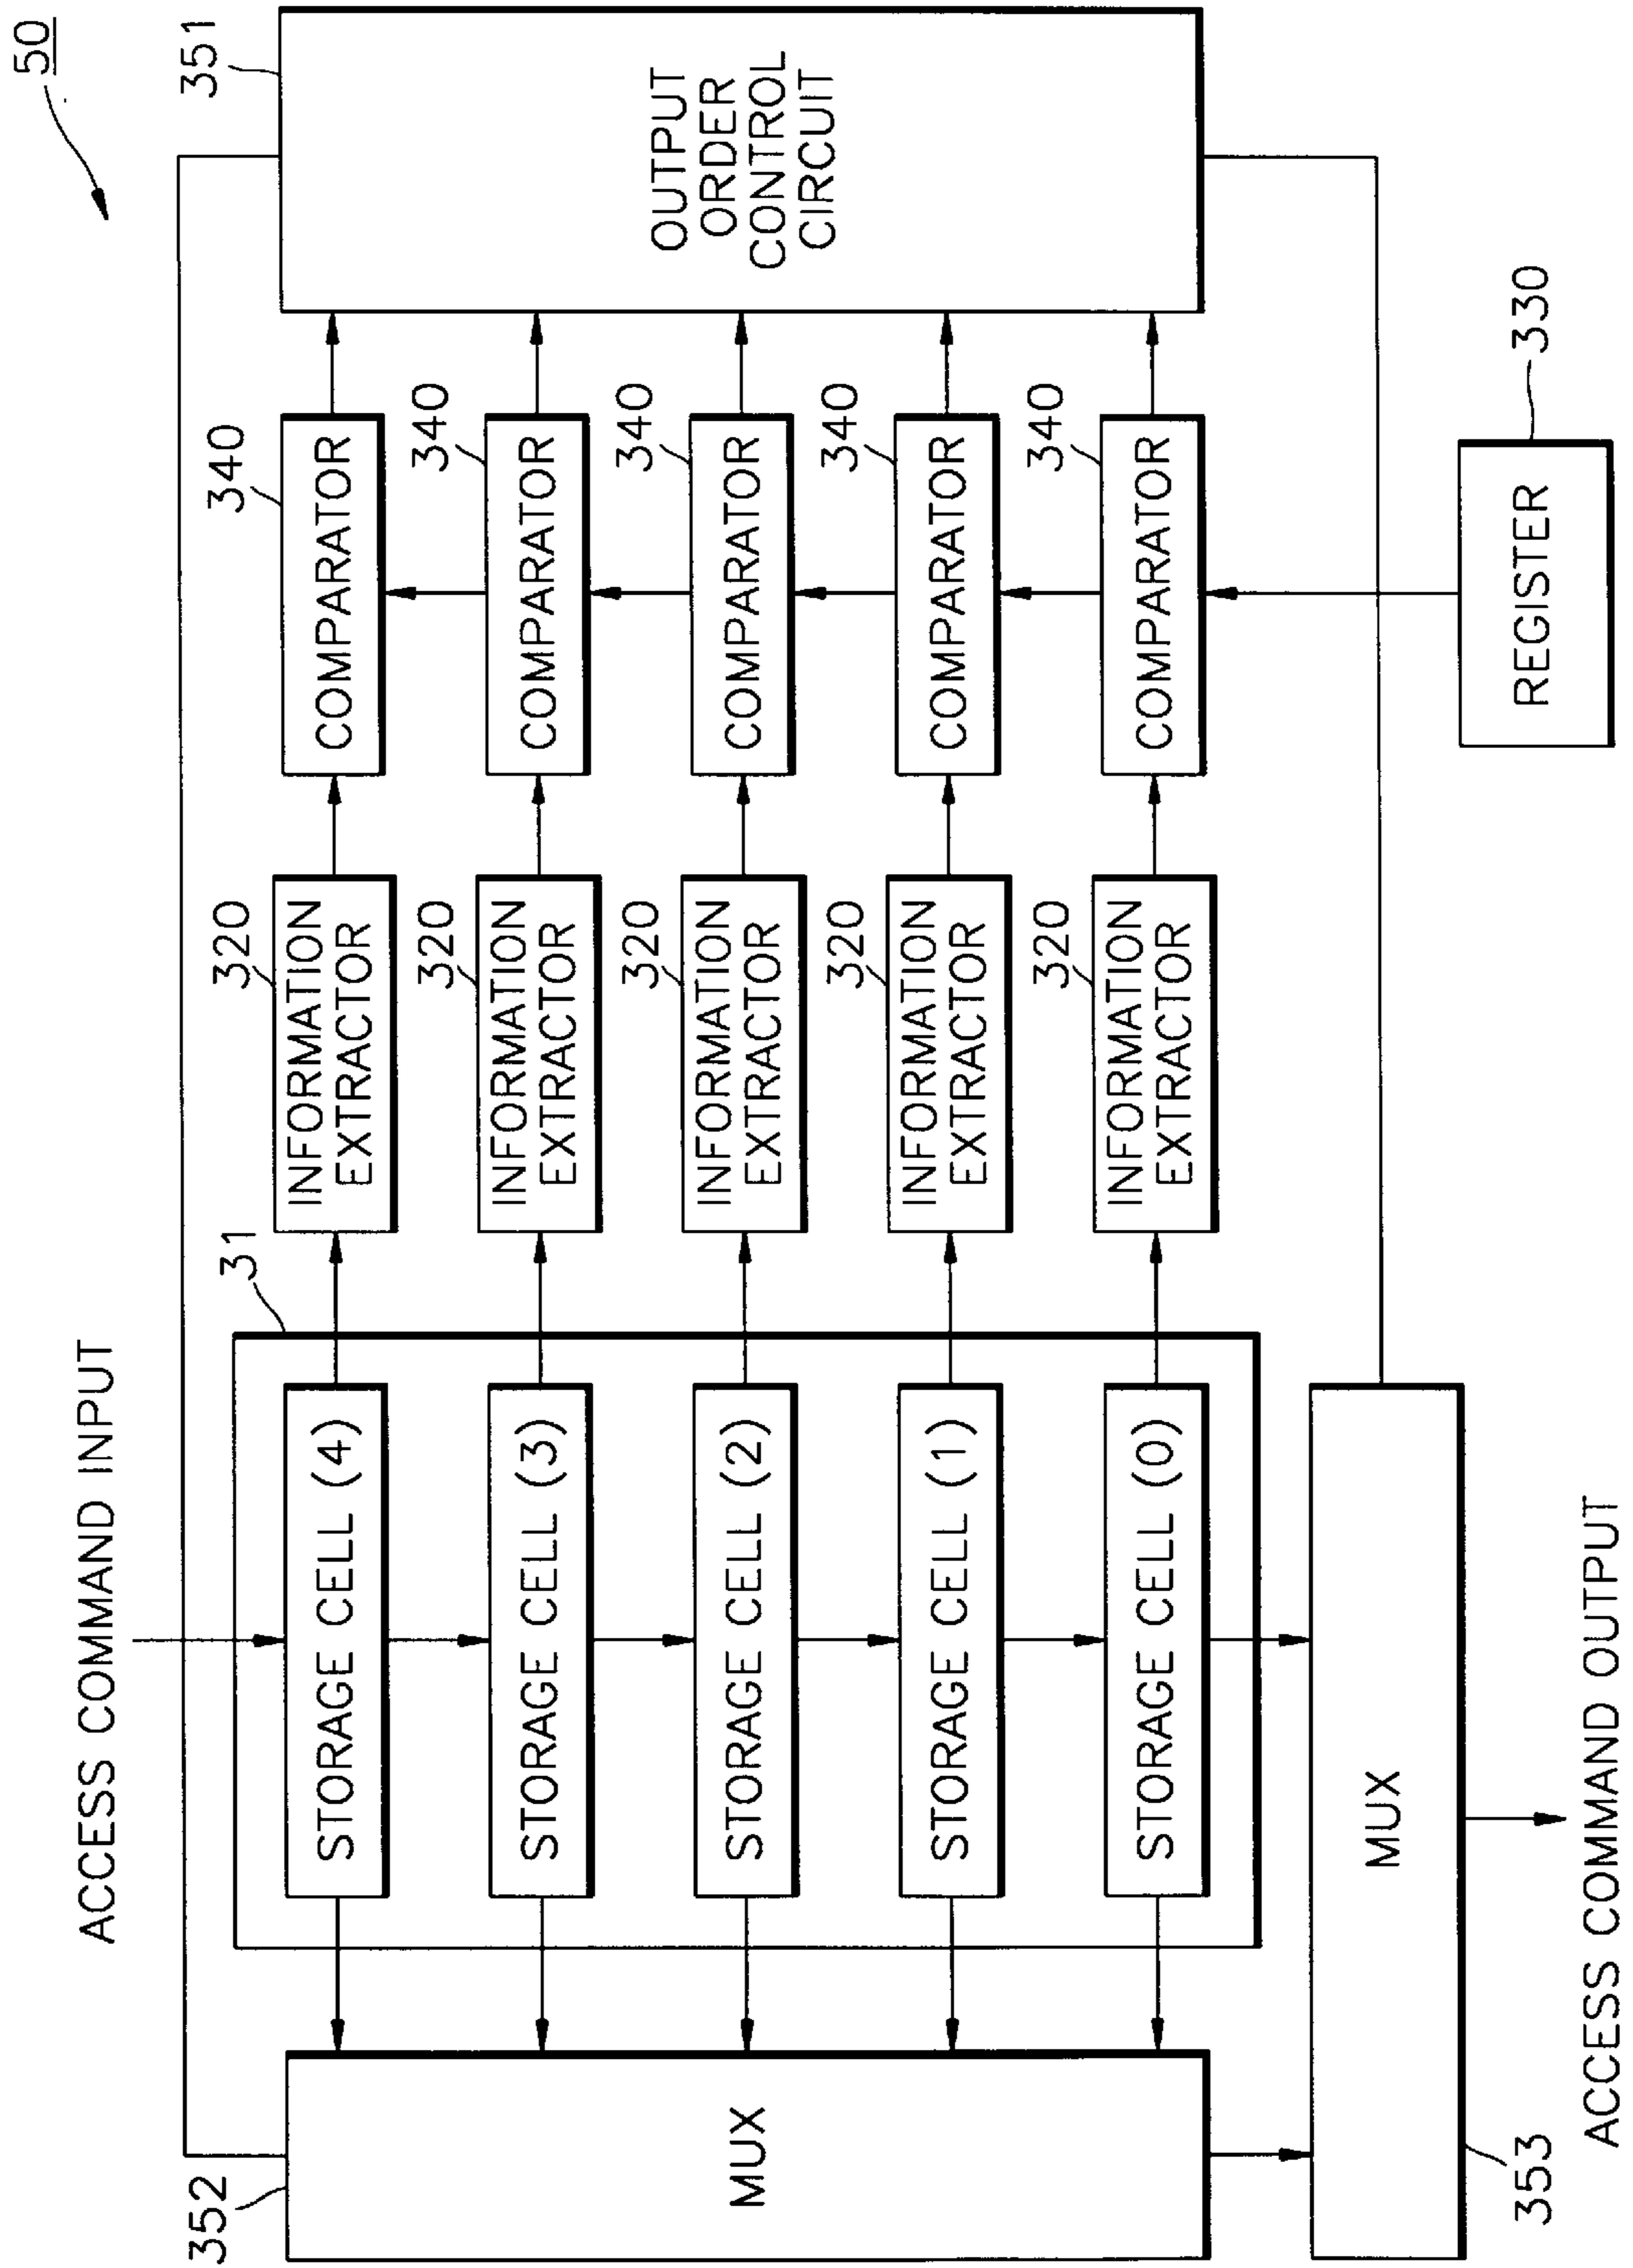 50
ACCESS COMMAND INPUT
352
31
320
340
351
STORAGE CELL (4)
INFORMATION
EXTRACTOR
COMPARATOR
320
340
STORAGE CELL (3)
INFORMATION
EXTRACTOR
COMPARATOR
320
340
MUX
STORAGE CELL (2)
INFORMATION
EXTRACTOR
COMPARATOR
OUTPUT
ORDER
CONTROL
CIRCUIT
320
340
STORAGE CELL (1)
INFORMATION
EXTRACTOR
COMPARATOR
320
340
STORAGE CELL (0)
INFORMATION
EXTRACTOR
COMPARATOR
MUX
353
REGISTER
330
ACCESS COMMAND OUTPUT